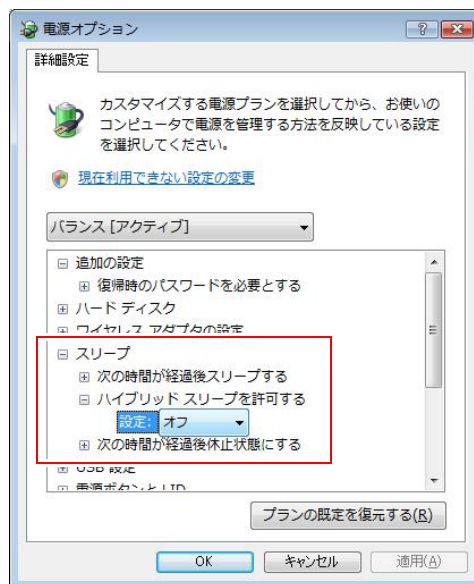 電源オプション
詳細設定
カスタマイズする電源プランを選択してから、お使いの
コンピュータで電源を管理する方法を反映している設定
を選択してください。
現在利用できない設定の変更
バランス [アクティブ]
追加の設定
復帰時のパスワードを必要とする
ハード ディスク
ワイヤレス アダプタの設定
スリープ
次の時間が経過後スリープする
ハイブリッド スリープを許可する
設定: オフ
次の時間が経過後休止状態にする
USB 設定
電源ボタンと LID
プランの既定を復元する(R)
OK キャンセル 適用(A)